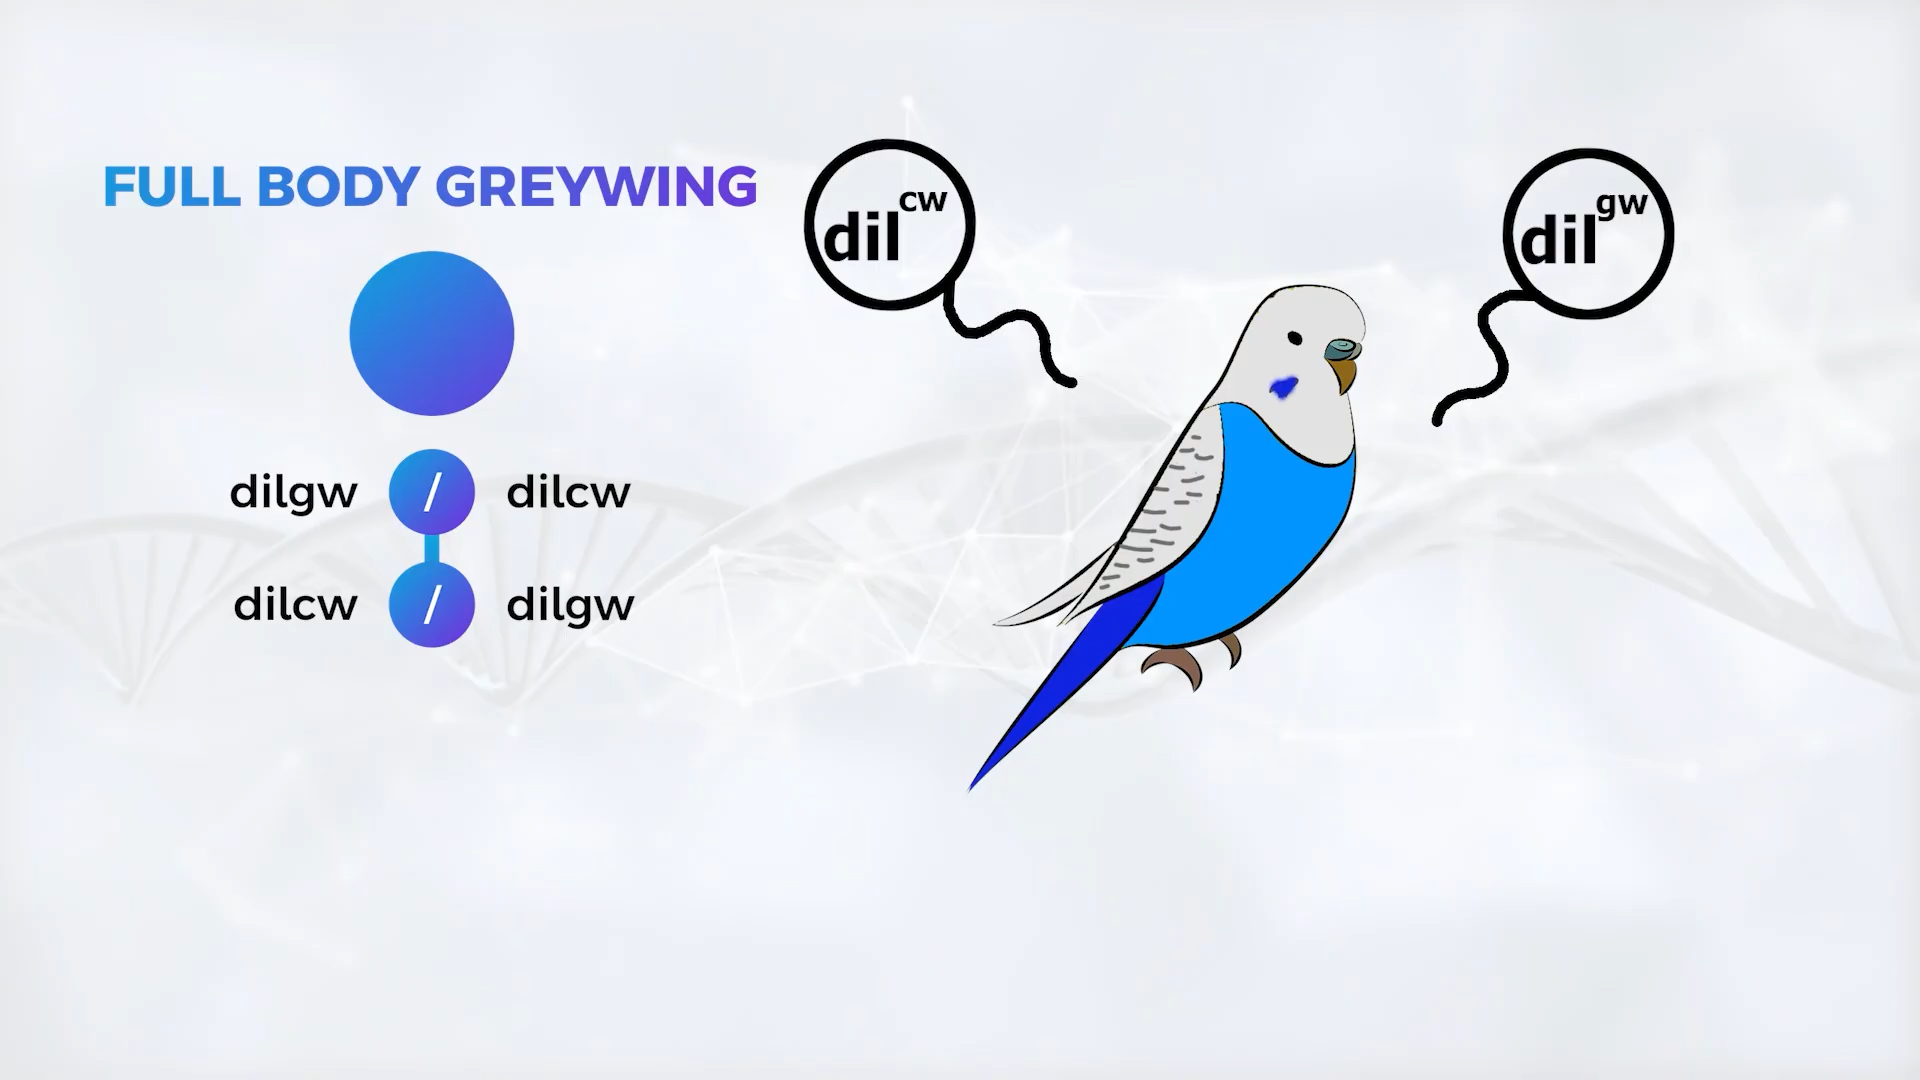 FULL BODY GREYWING
dilgw / dilcw
dilcw / dilgw
dil^cw
dil^gw